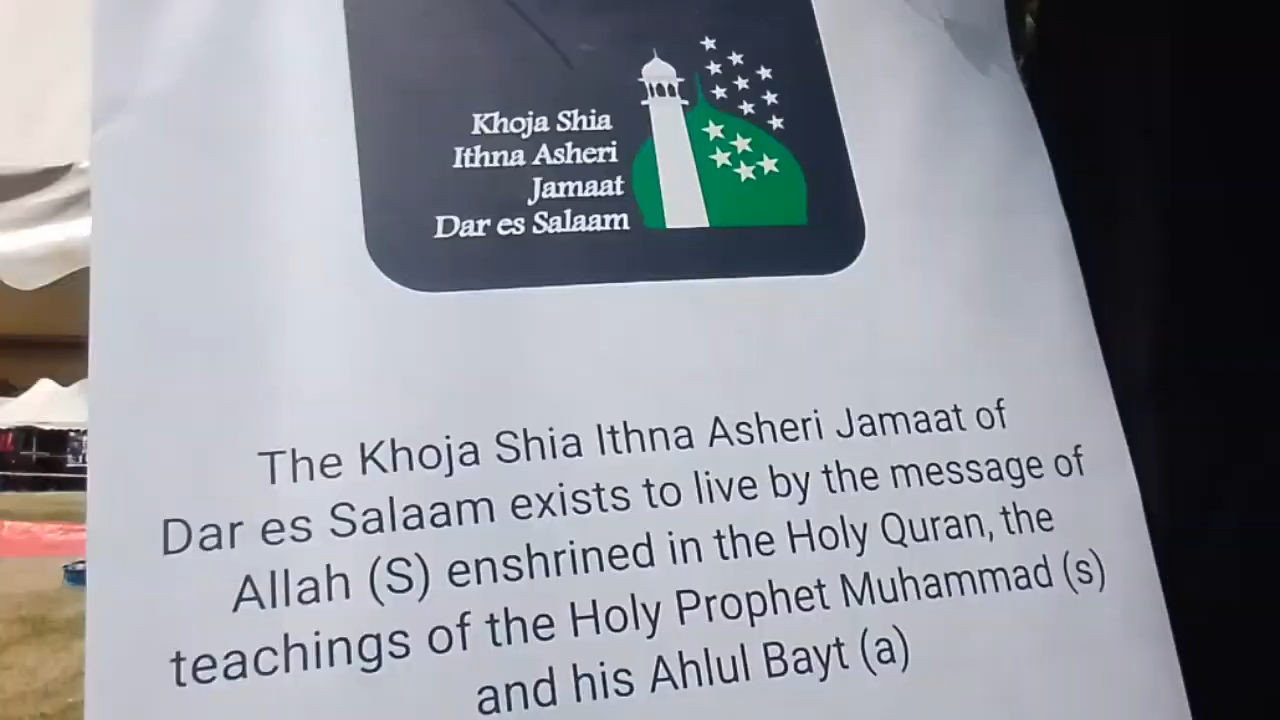 Khoja Shia
Ithna Asheri
Jamaat
Dar es Salaam
The Khoja Shia Ithna Asheri Jamaat of
Dar es Salaam exists to live by the message of
Allah (S) enshrined in the Holy Quran, the
teachings of the Holy Prophet Muhammad (s)
and his Ahlul Bayt (a)